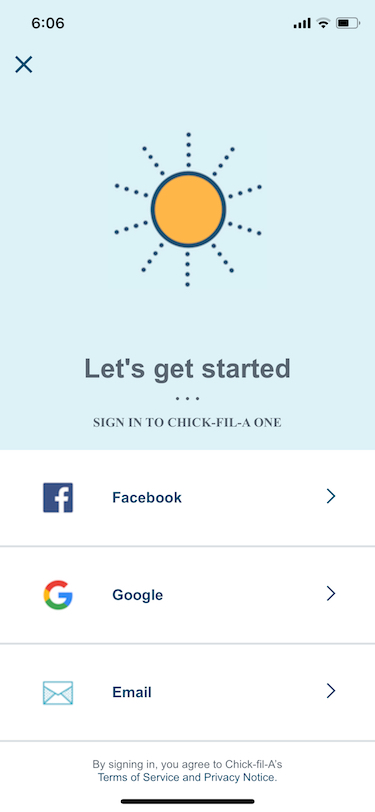 6:06
Let's get started
• • •
SIGN IN TO CHICK-FIL-A ONE
Facebook
Google
Email
By signing in, you agree to Chick-fil-A's
Terms of Service and Privacy Notice.